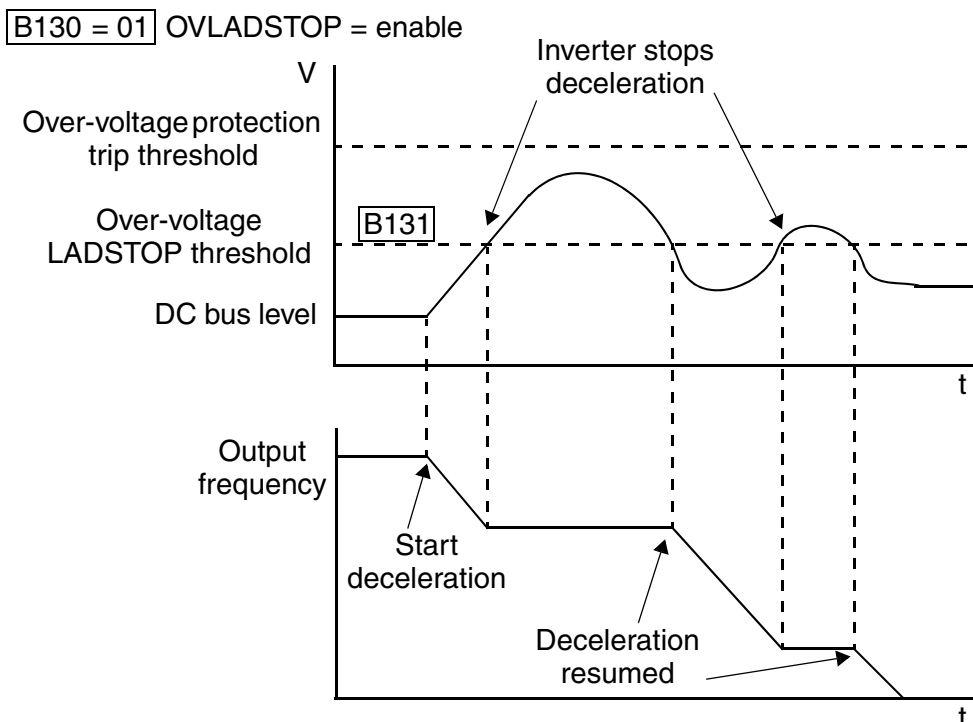 B130 = 01 OVLADSTOP = enable
Inverter stops
deceleration
V
Over-voltage protection
trip threshold
Over-voltage
LADSTOP threshold
B131
DC bus level
t
Output
frequency
Start
deceleration
Deceleration
resumed
t